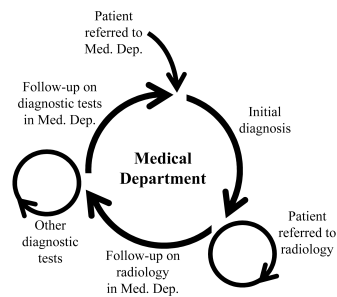 Patient
referred to
Med. Dep.
Follow-up on
diagnostic tests
in Med. Dep.
Initial
diagnosis
Medical
Department
Other
diagnostic
tests
Follow-up on
radiology
in Med. Dep.
Patient
referred to
radiology